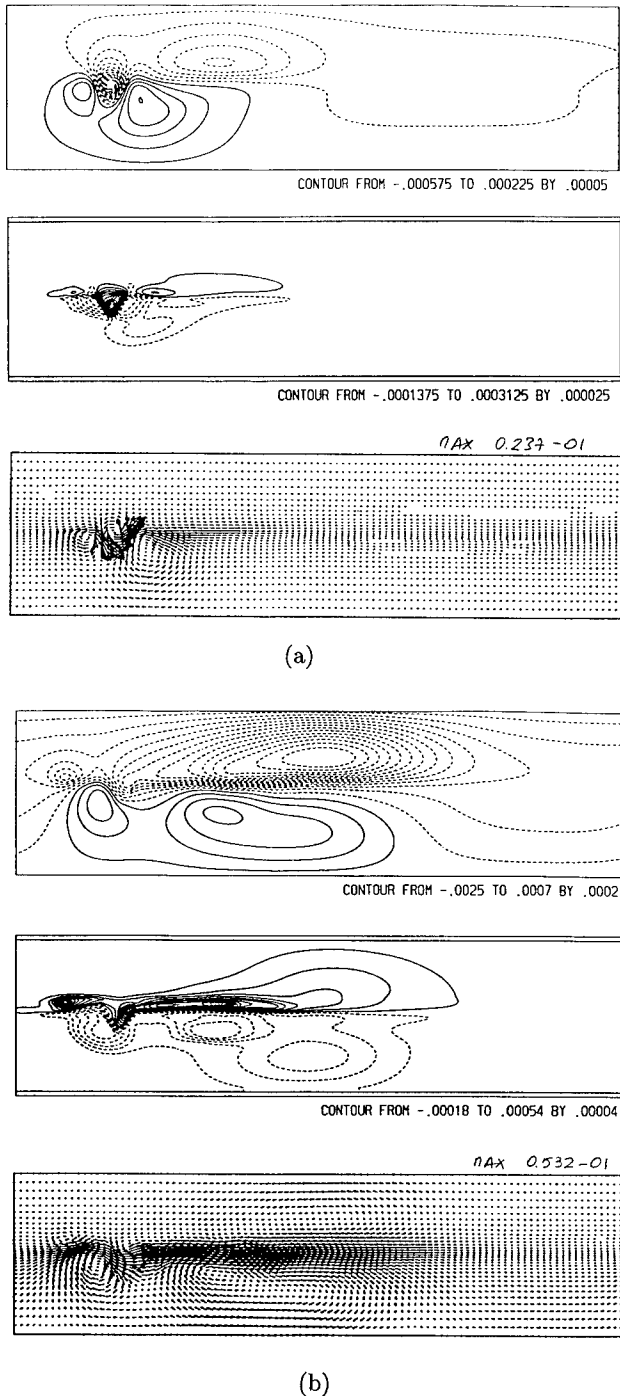 CONTOUR FROM -.000575 TO .000225 BY .00005
CONTOUR FROM -.0001375 TO .0003125 BY .000025
MAX 0.237-01
(a)
CONTOUR FROM -.0025 TO .0007 BY .0002
CONTOUR FROM -.00018 TO .00054 BY .00004
MAX 0.532-01
(b)